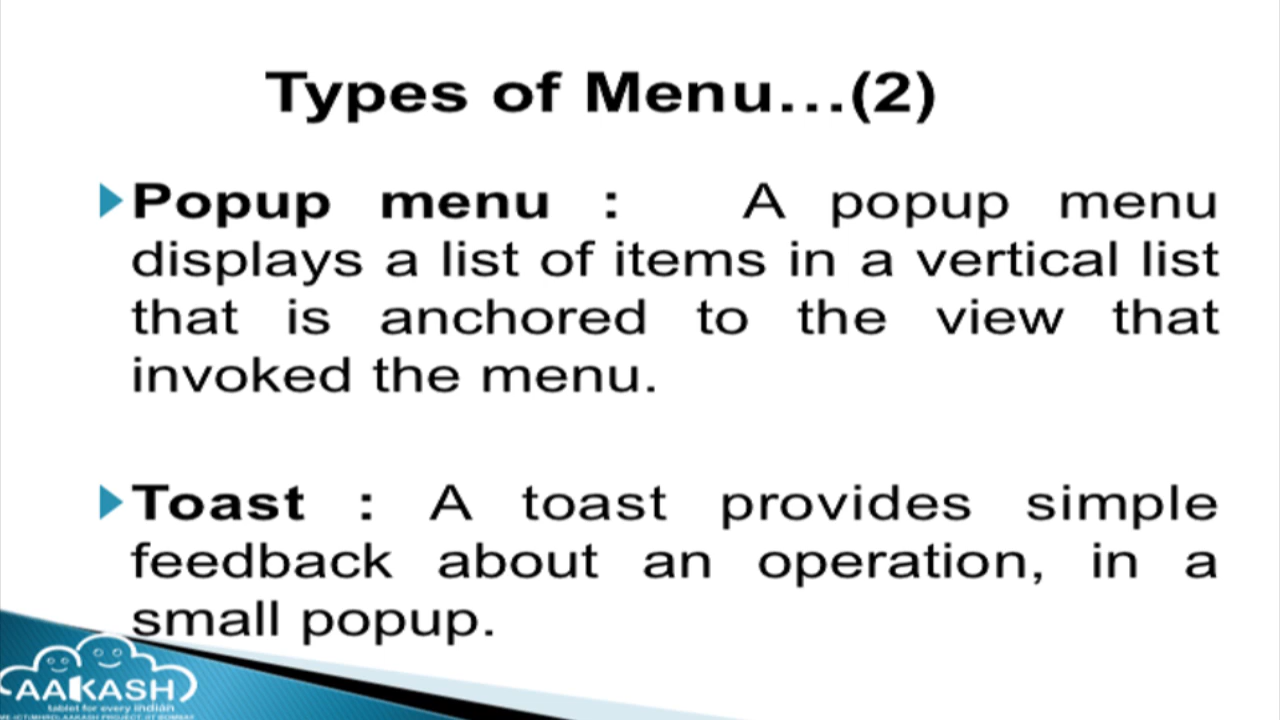 Types of Menu...(2)
Popup menu : A popup menu
displays a list of items in a vertical list
that is anchored to the view that
invoked the menu.
Toast : A toast provides simple
feedback about an operation, in a
small popup.
AAKASH
tablet for every indian